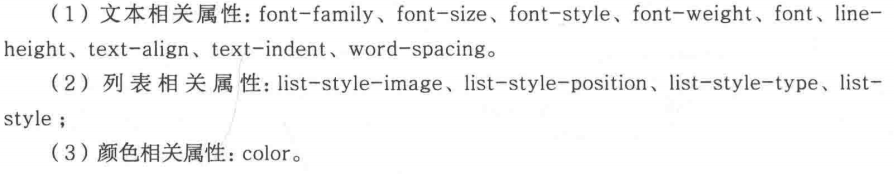 （1）文本相关属性：font-family、font-size、font-style、font-weight、font、line-
height、text-align、text-indent、word-spacing。
（2）列表相关属性：list-style-image、list-style-position、list-style-type、list-
style；
（3）颜色相关属性：color。